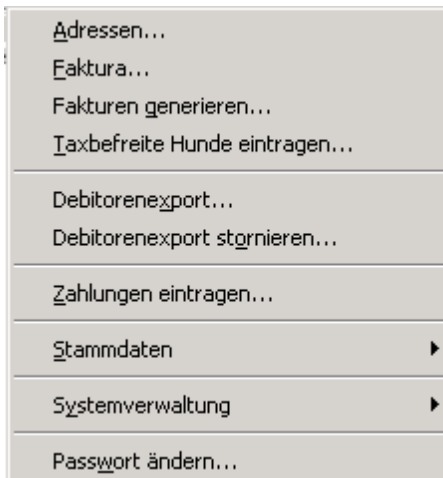 Adressen...
Faktura...
Fakturen generieren...
Taxbefreite Hunde eintragen...
Debitorenexport...
Debitorenexport stornieren...
Zahlungen eintragen...
Stammdaten
Systemverwaltung
Passwort ändern...